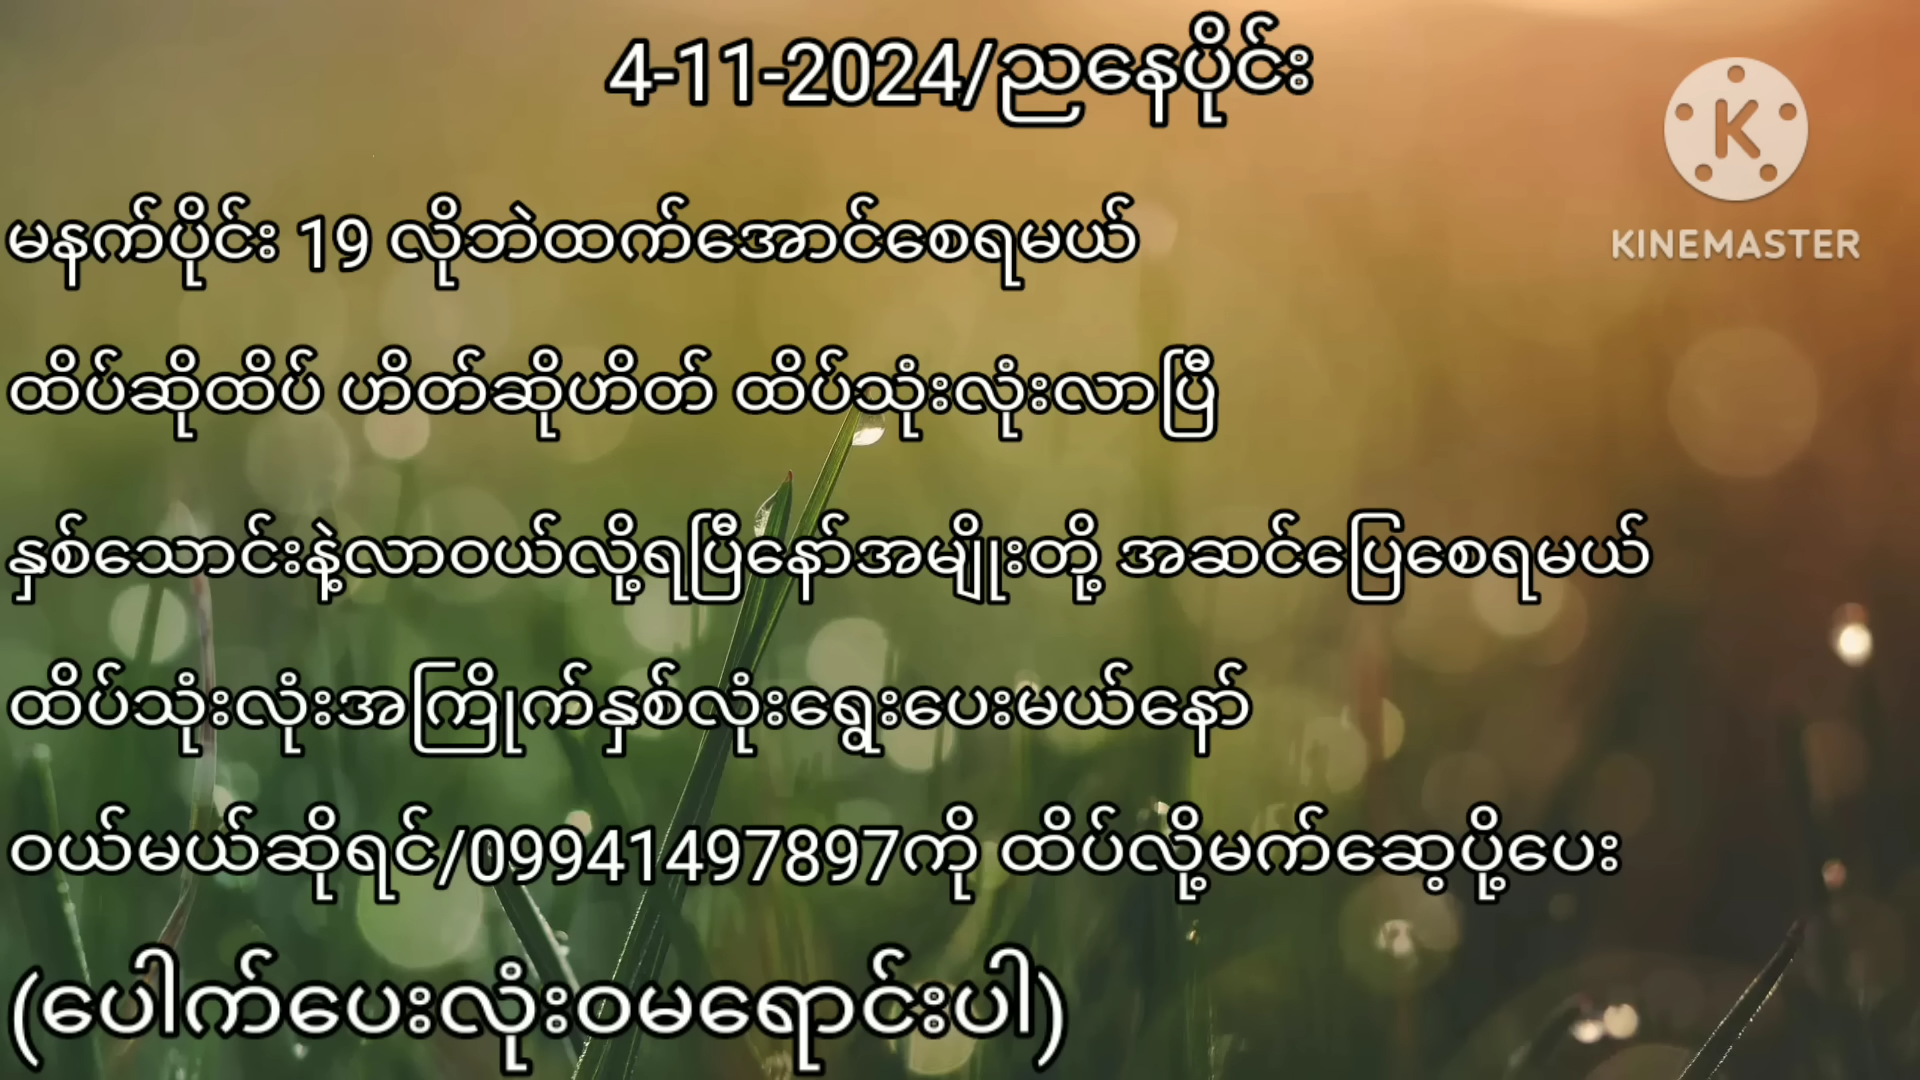 4-11-2024/ညနေပိုင်း
KINEMASTER
မနက်ပိုင်း 19 လိုဘဲထက်အောင်စေရမယ်
ထိပ်ဆိုထိပ် ဟိတ်ဆိုဟိတ် ထိပ်သုံးလုံးလာပြီ
နှစ်သောင်းနဲ့လာဝယ်လို့ရပြီနော်အမျိုးတို့ အဆင်ပြေစေရမယ်
ထိပ်သုံးလုံးအကြိုက်နှစ်လုံးရွေးပေးမယ်နော်
ဝယ်မယ်ဆိုရင်/09941497897ကို ထိပ်လို့မက်ဆေ့ပို့ပေး
(ပေါက်ပေးလုံးဝမရောင်းပါ)